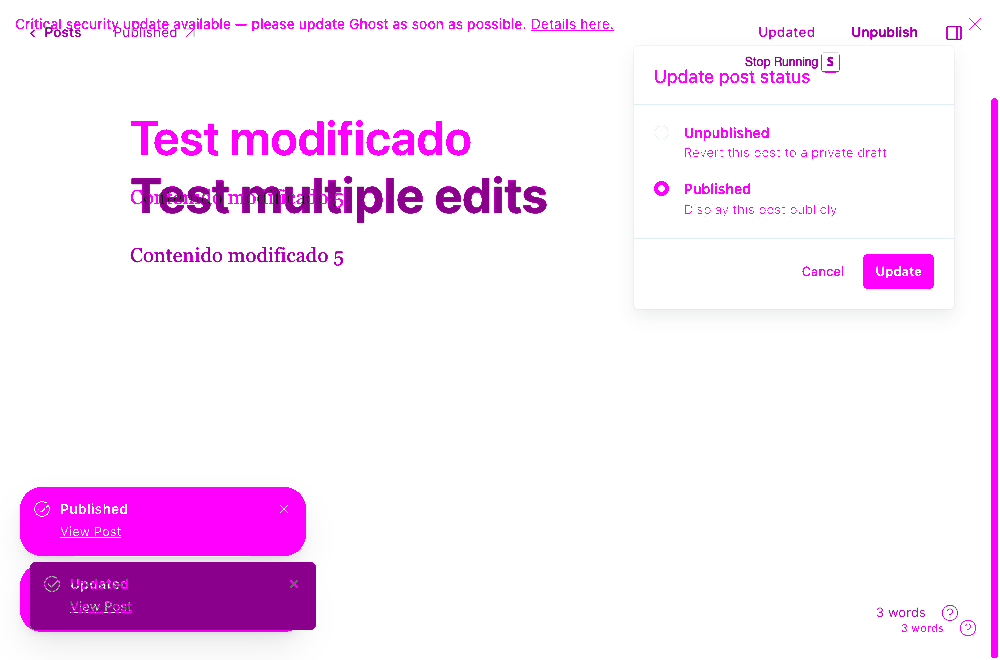 Critical security update available — please update Ghost as soon as possible. Details here.
Posts
Published
Updated
Unpublish
Stop Running S
Update post status
Unpublished
Revert this post to a private draft
Published
Display this post publicly
Cancel
Update
Test modificado
Test multiple edits
Contenido modificado 5
Contenido modificado 5
Published
View Post
Updated
View Post
3 words
3 words